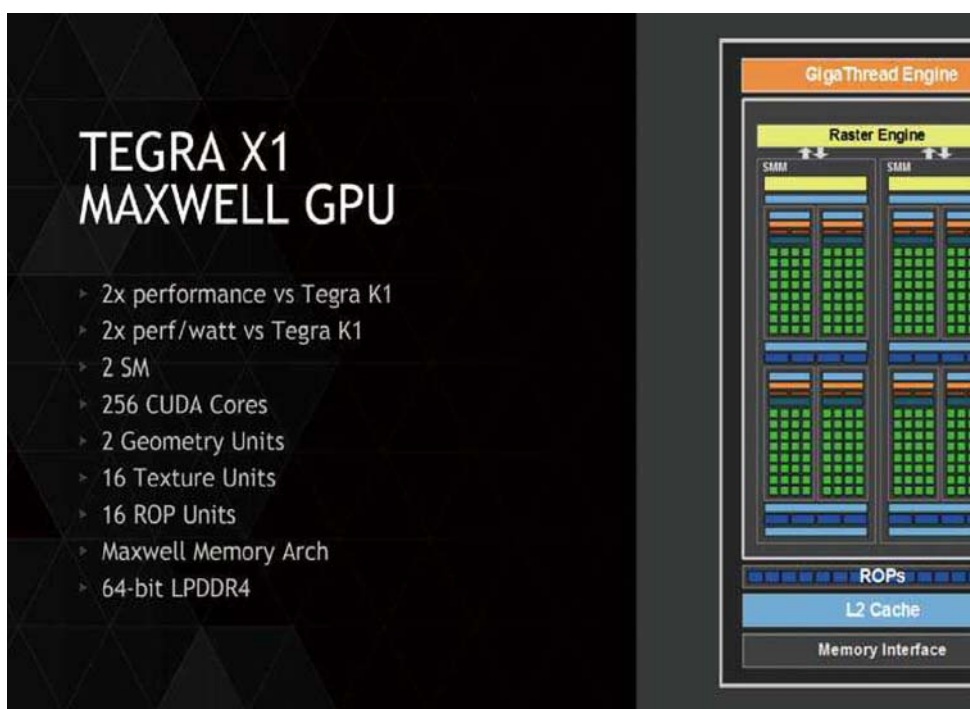 TEGRA X1
MAXWELL GPU
2x performance vs Tegra K1
2x perf/watt vs Tegra K1
2 SM
256 CUDA Cores
2 Geometry Units
16 Texture Units
16 ROP Units
Maxwell Memory Arch
64-bit LPDDR4
GigaThread Engine
Raster Engine
SMM SMM
ROPs
L2 Cache
Memory Interface